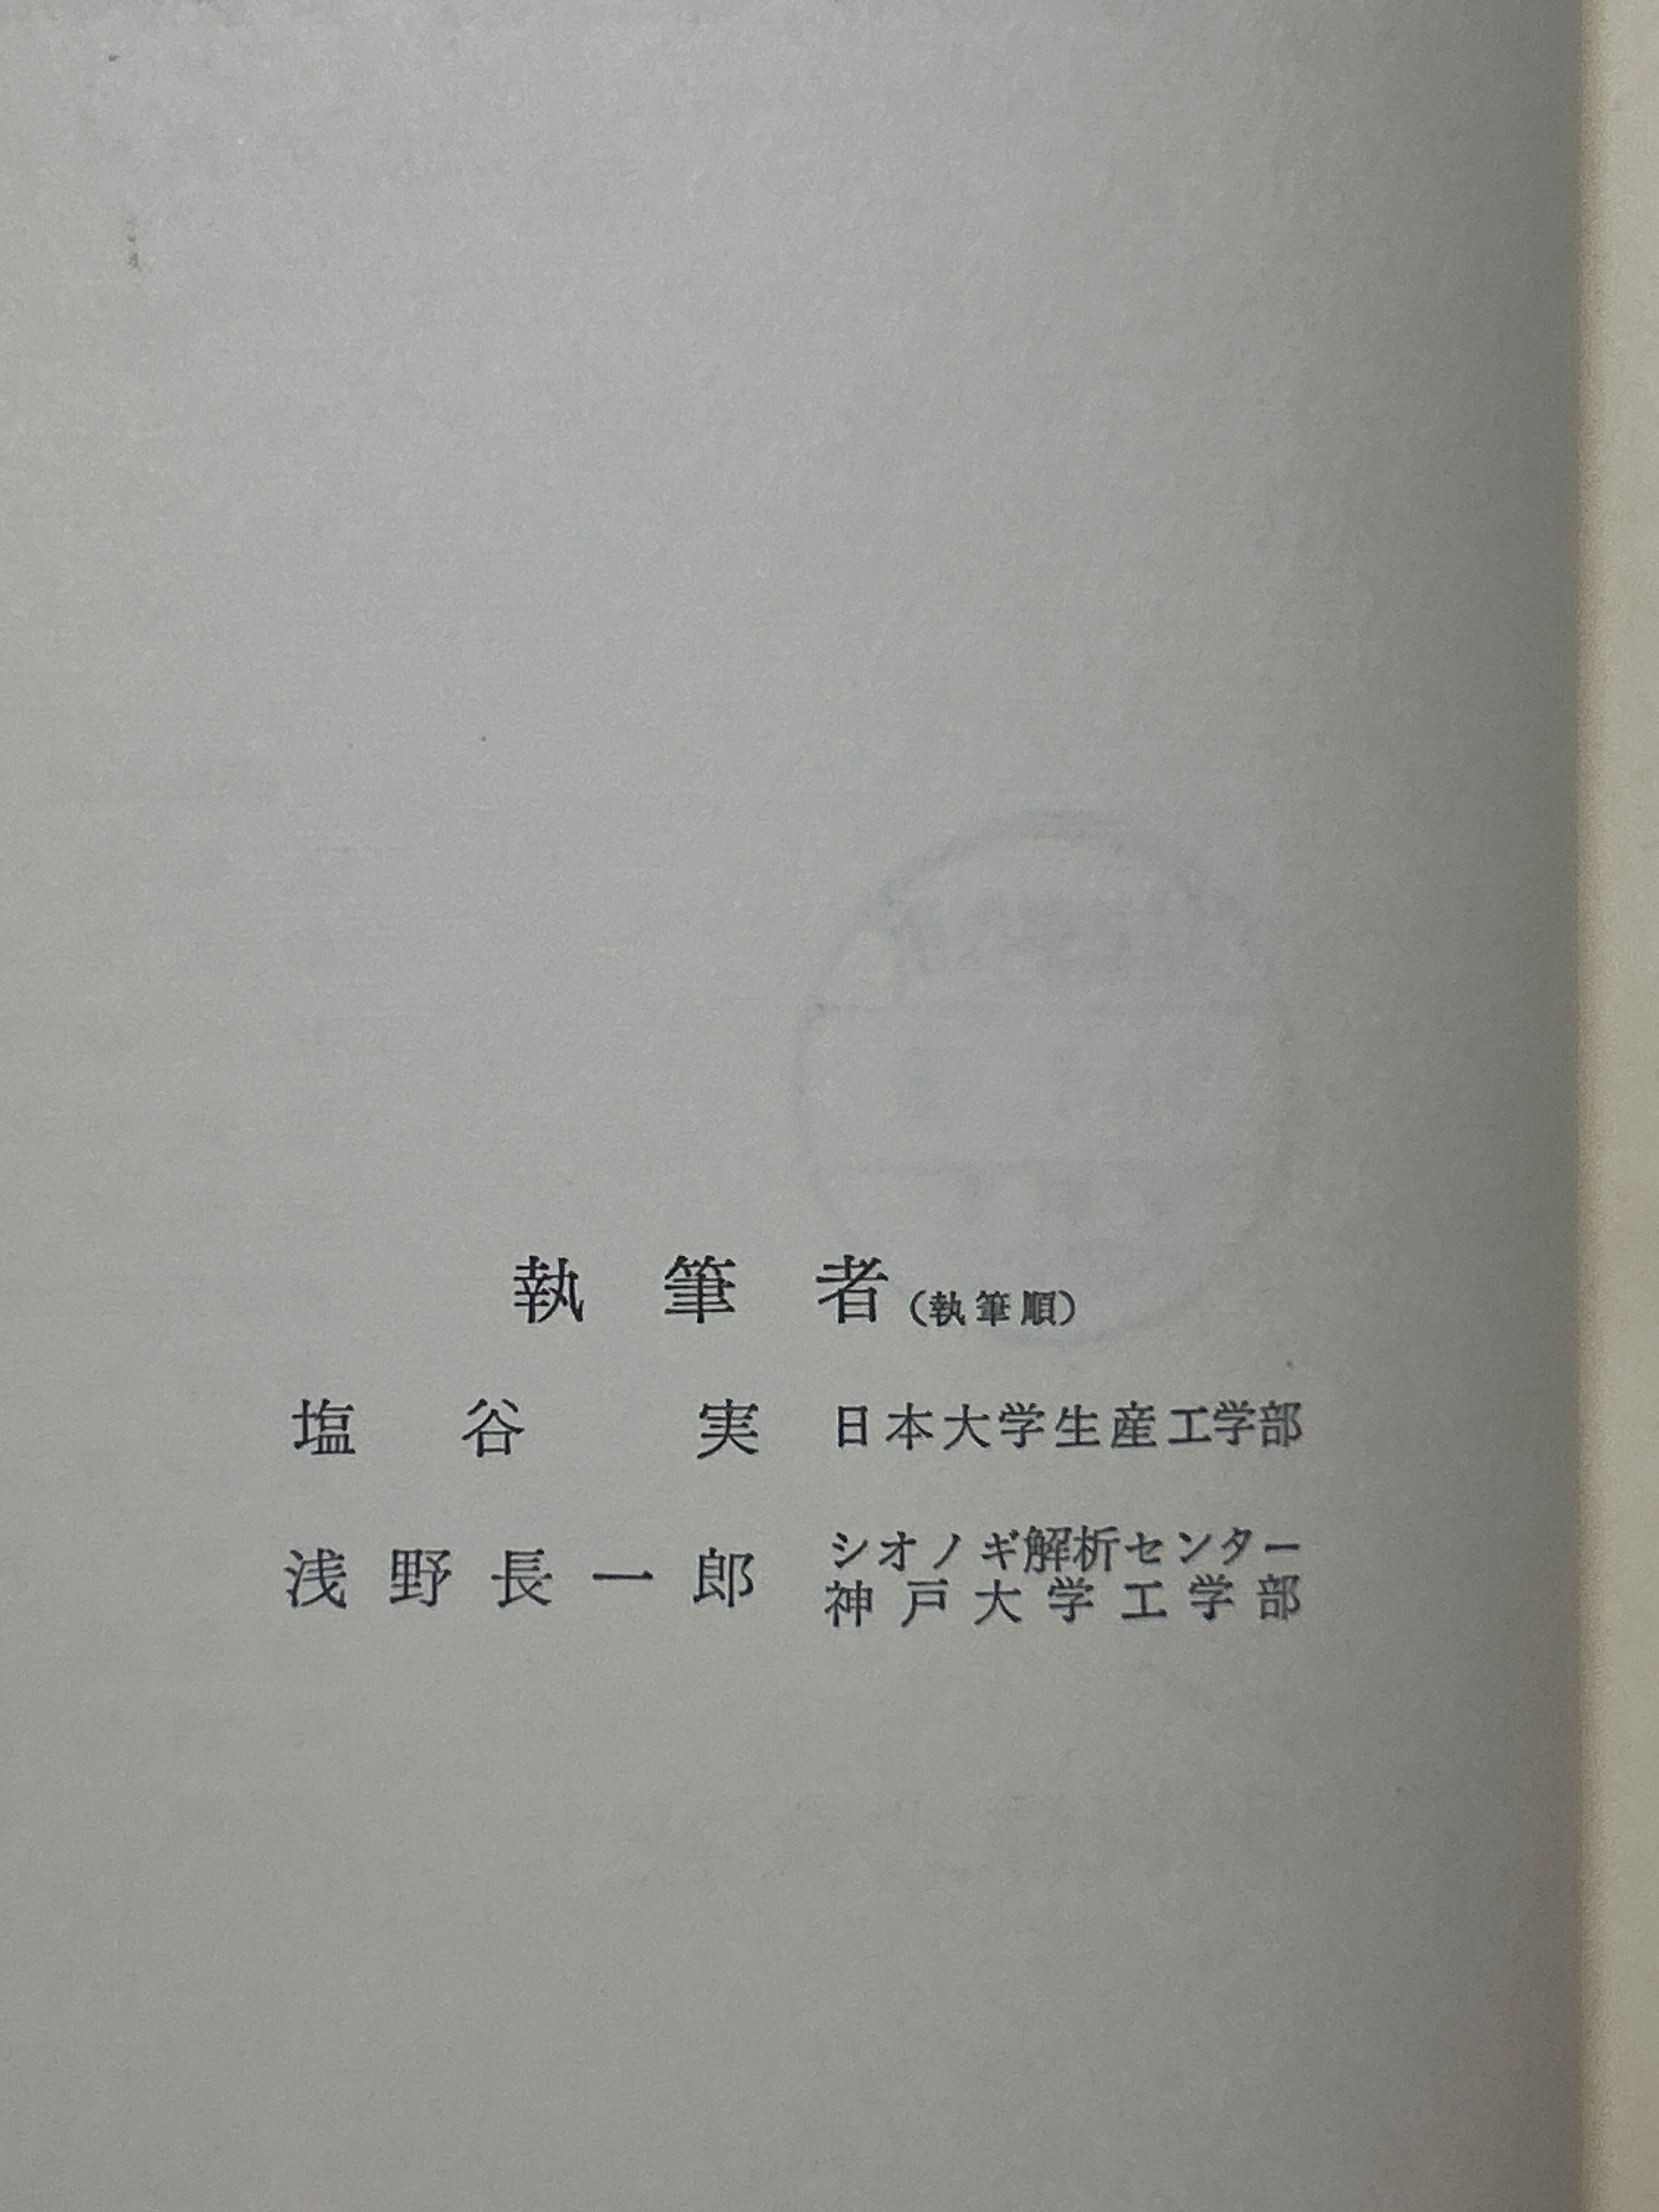 執筆者(執筆順)
塩谷 実 日本大学生産工学部
浅野長一郎 シオノギ解析センター
神戸大学工学部